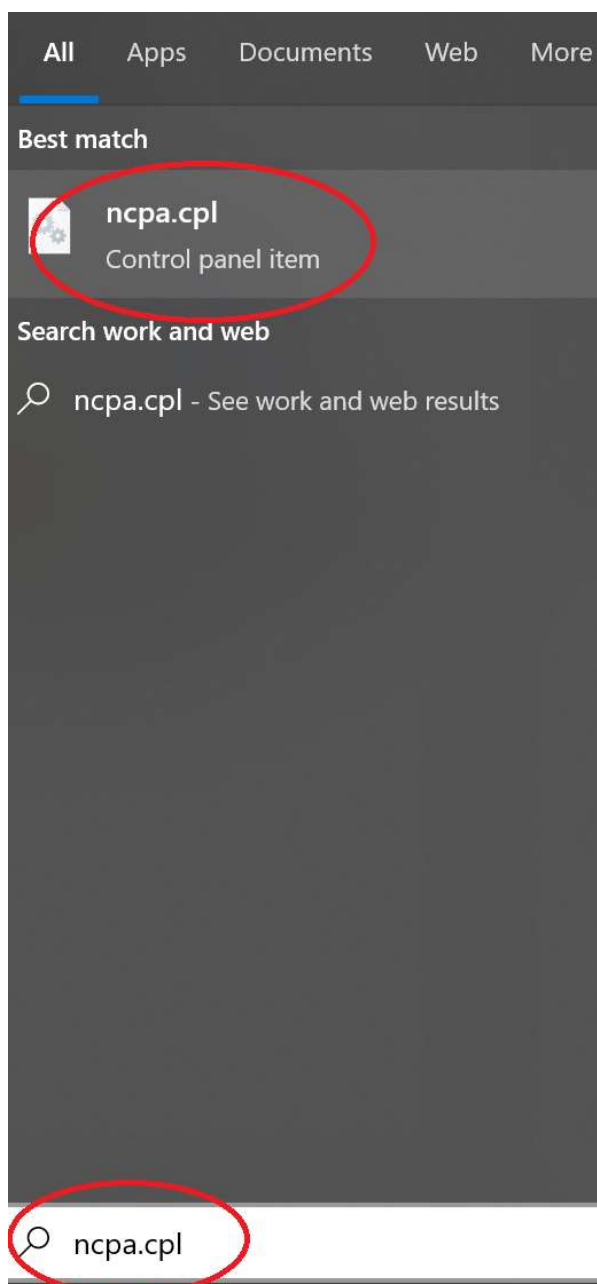 All Apps Documents Web More
Best match
ncpa.cpl
Control panel item
Search work and web
ncpa.cpl - See work and web results
ncpa.cpl